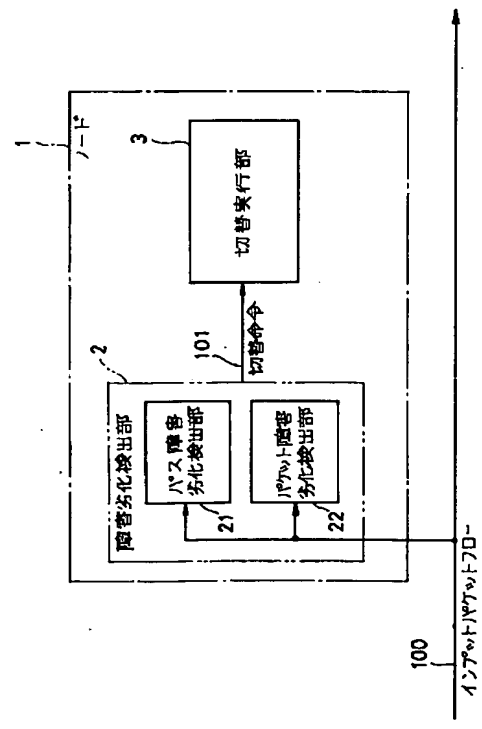 1
ノード
2
障害劣化検出部
パス障害
劣化検出部
21
パケット障害
劣化検出部
22
101
切替命令
3
切替実行部
100
インプットパケットフロー